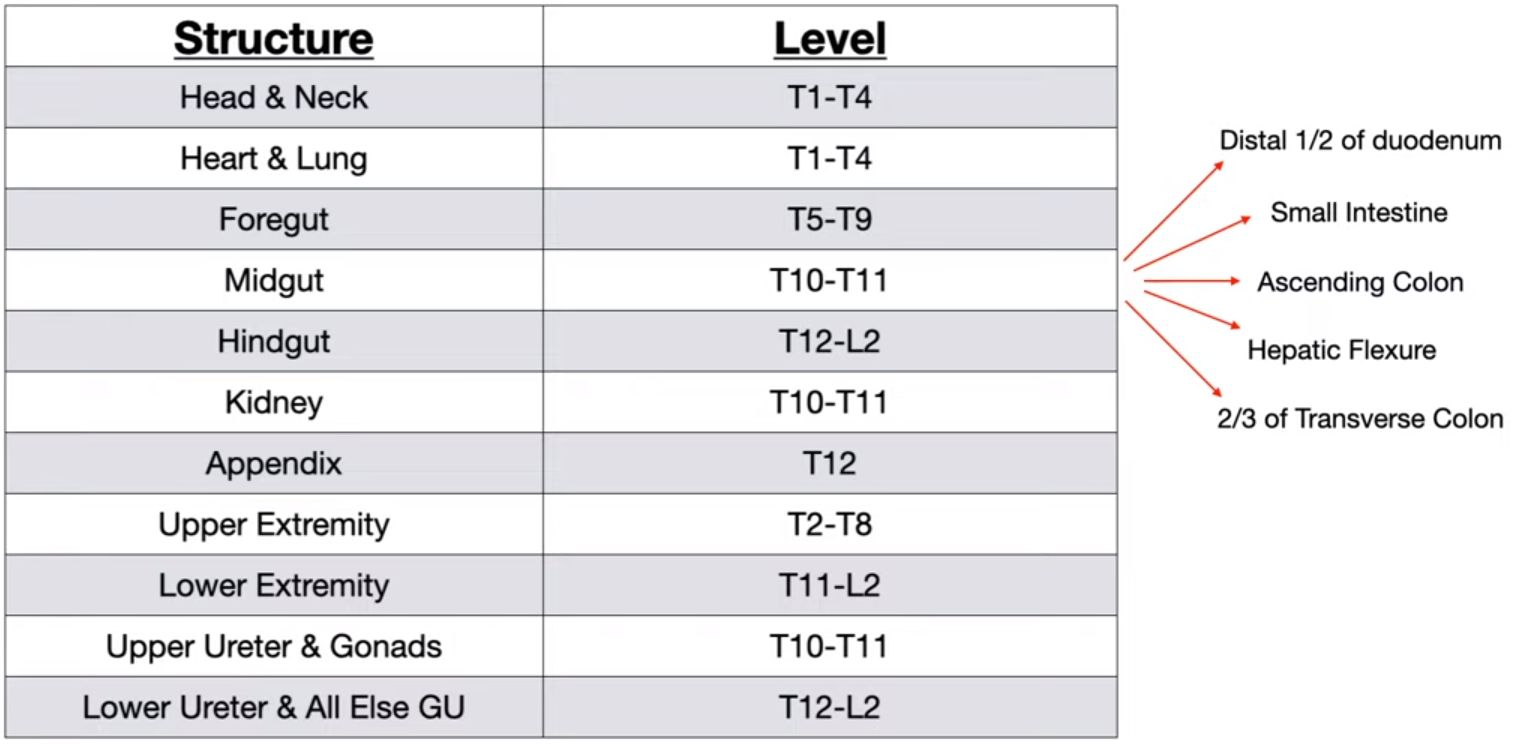 Structure Level
Head & Neck T1-T4
Heart & Lung T1-T4
Foregut T5-T9
Midgut T10-T11
Hindgut T12-L2
Kidney T10-T11
Appendix T12
Upper Extremity T2-T8
Lower Extremity T11-L2
Upper Ureter & Gonads T10-T11
Lower Ureter & All Else GU T12-L2
Distal 1/2 of duodenum
Small Intestine
Ascending Colon
Hepatic Flexure
2/3 of Transverse Colon